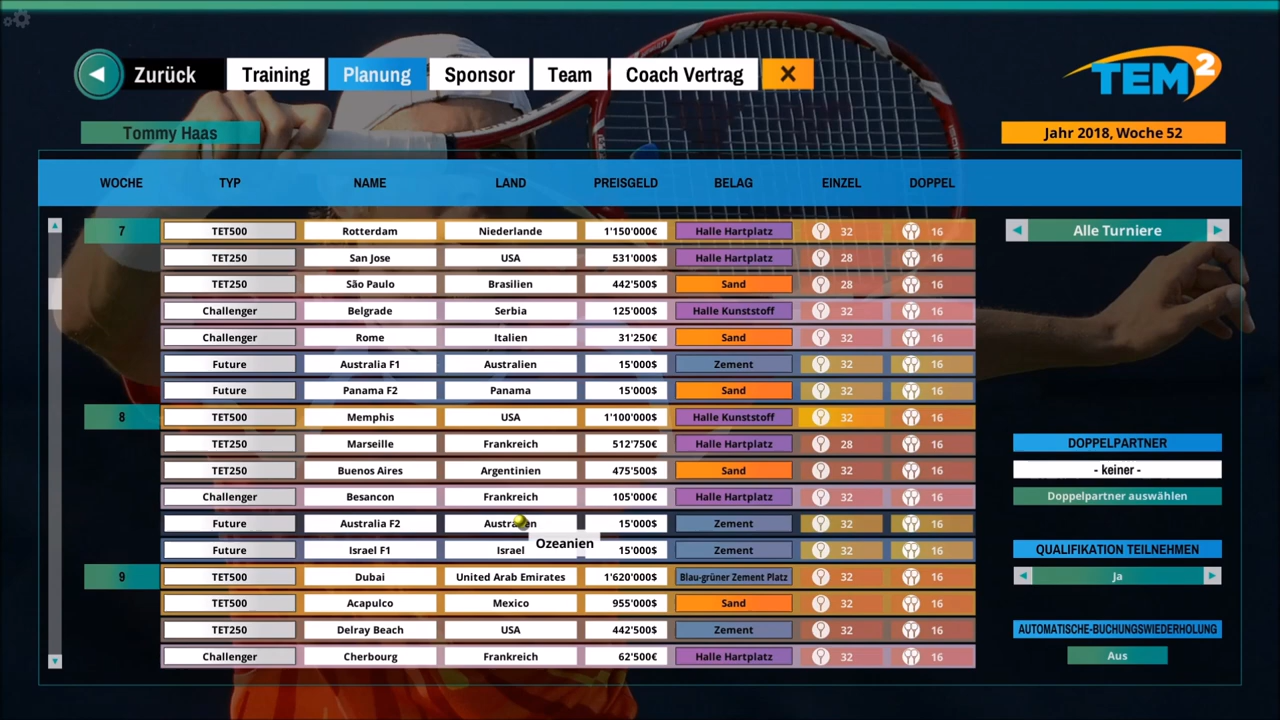 Zurück Training Planung Sponsor Team Coach Vertrag X TEM2
Tommy Haas Jahr 2018, Woche 52
WOCHE TYP NAME LAND PREISGELD BELAG EINZEL DOPPEL
7 TET500 Rotterdam Niederlande 1'150'000€ Halle Hartplatz 32 16 Alle Turniere
TET250 San Jose USA 531'000$ Halle Hartplatz 28 16
TET250 São Paulo Brasilien 442'500$ Sand 28 16
Challenger Belgrade Serbia 125'000€ Halle Kunststoff 32 16
Challenger Rome Italien 31'250€ Sand 32 16
Future Australia F1 Australien 15'000$ Zement 32 16
Future Panama F2 Panama 15'000$ Sand 32 16
8 TET500 Memphis USA 1'100'000$ Halle Kunststoff 32 16
TET250 Marseille Frankreich 512'750€ Halle Hartplatz 28 16 DOPPELPARTNER
TET250 Buenos Aires Argentinien 475'500$ Sand 32 16 - keiner -
Challenger Besancon Frankreich 105'000€ Halle Hartplatz 32 16 Doppelpartner auswählen
Future Australia F2 15'000$ Zement 32 16
Ozeanien
Future Israel F1 Israel 15'000$ Zement 32 16 QUALIFIKATION TEILNEHMEN
9 TET500 Dubai United Arab Emirates 1'620'000$ Blau-grüner Zement Platz 32 16 Ja
TET500 Acapulco Mexico 955'000$ Sand 32 16
TET250 Delray Beach USA 442'500$ Zement 32 16 AUTOMATISCHE-BUCHUNGSWIEDERHOLUNG
Challenger Cherbourg Frankreich 62'500€ Halle Hartplatz 32 16 Aus